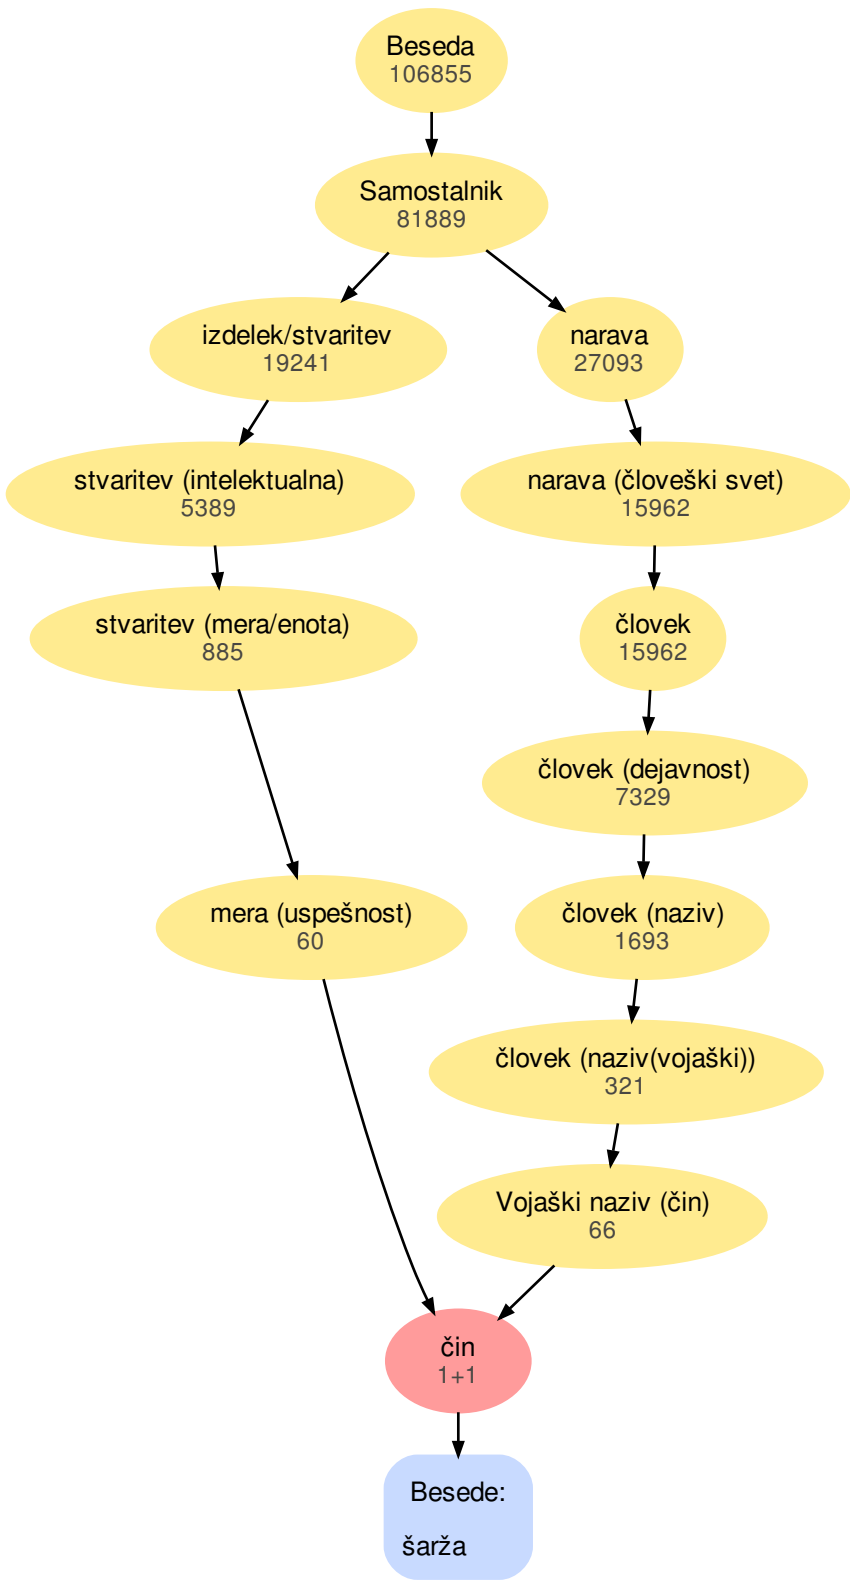 Beseda
106855
Samostalnik
81889
izdelek/stvaritev
19241
narava
27093
stvaritev (intelektualna)
5389
narava (človeški svet)
15962
stvaritev (mera/enota)
885
človek
15962
človek (dejavnost)
7329
mera (uspešnost)
60
človek (naziv)
1693
človek (naziv(vojaški))
321
Vojaški naziv (čin)
66
čin
1+1
Besede:
šarža